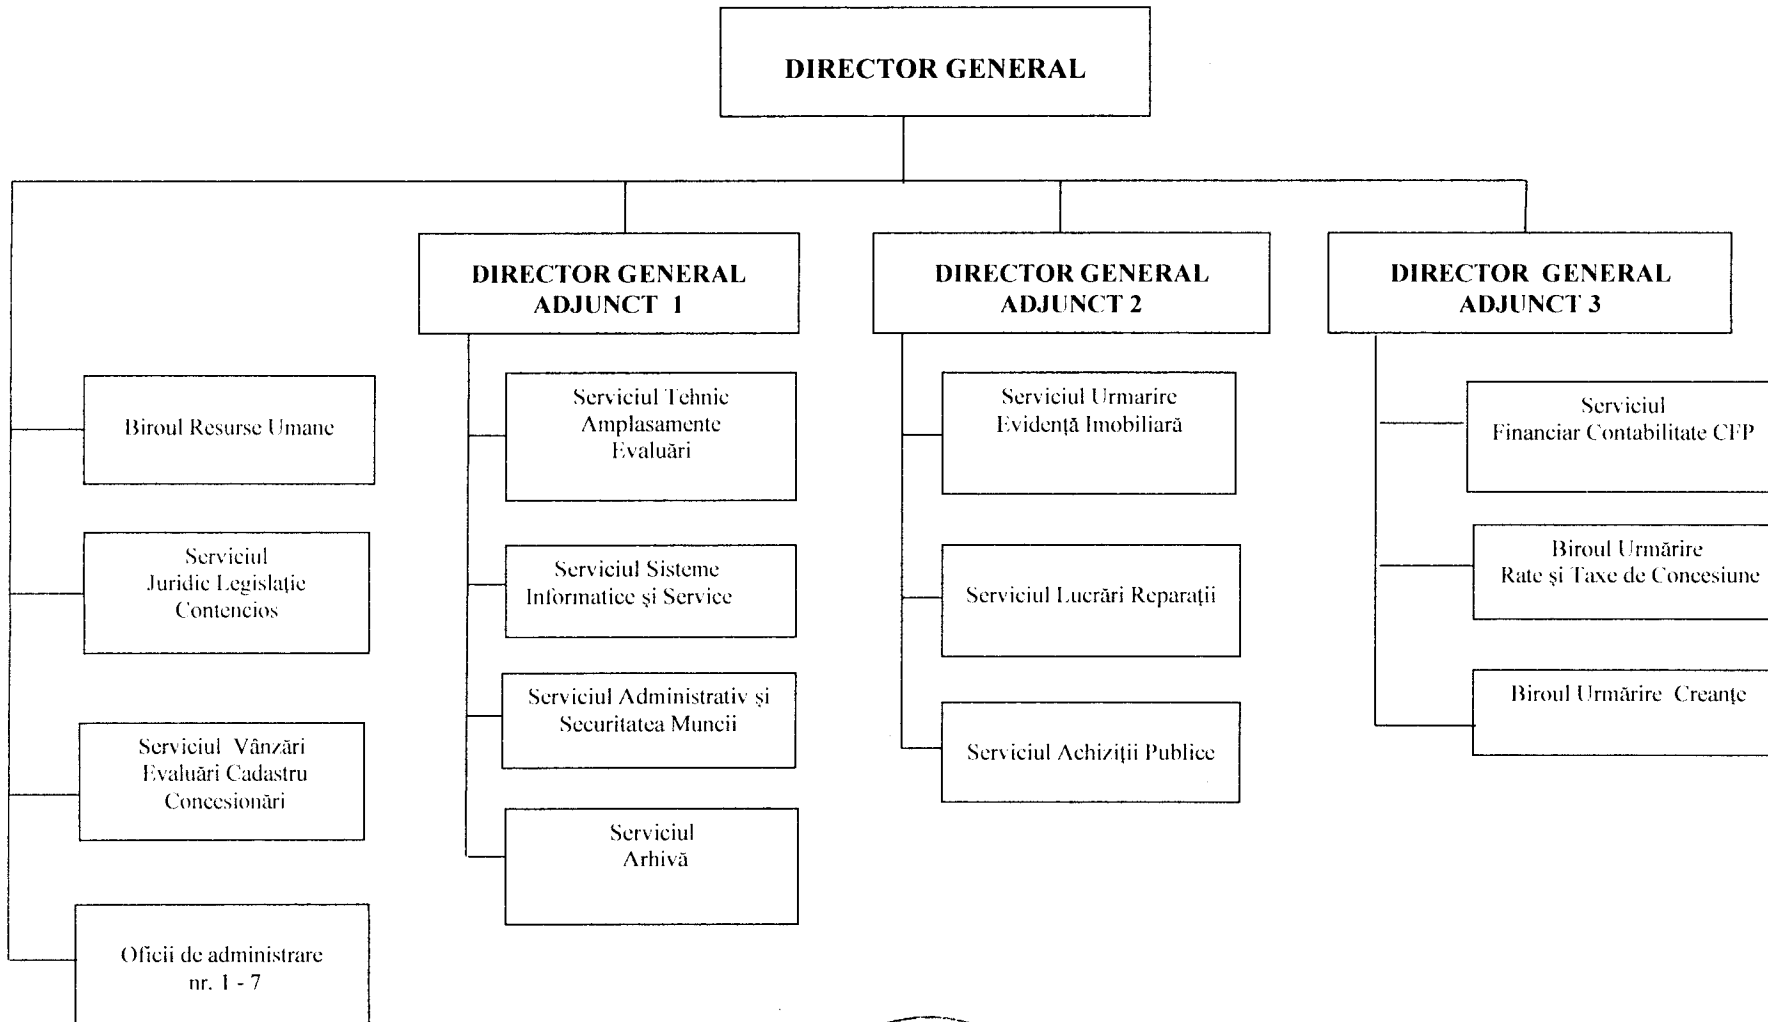 DIRECTOR GENERAL
DIRECTOR GENERAL
ADJUNCT 1
DIRECTOR GENERAL
ADJUNCT 2
DIRECTOR GENERAL
ADJUNCT 3
Biroul Resurse Umane
Serviciul
Juridic Legislație
Contencios
Serviciul Vânzări
Evaluări Cadastru
Concesionări
Oficii de administrare
nr. 1 - 7
Serviciul Tehnic
Amplasamente
Evaluări
Serviciul Sisteme
Informatice și Service
Serviciul Administrativ și
Securitatea Muncii
Serviciul
Arhivă
Serviciul Urmarire
Evidență Imobiliară
Serviciul Lucrări Reparații
Serviciul Achiziții Publice
Serviciul
Financiar Contabilitate CFP
Biroul Urmărire
Rate și Taxe de Concesiune
Biroul Urmărire Creanțe